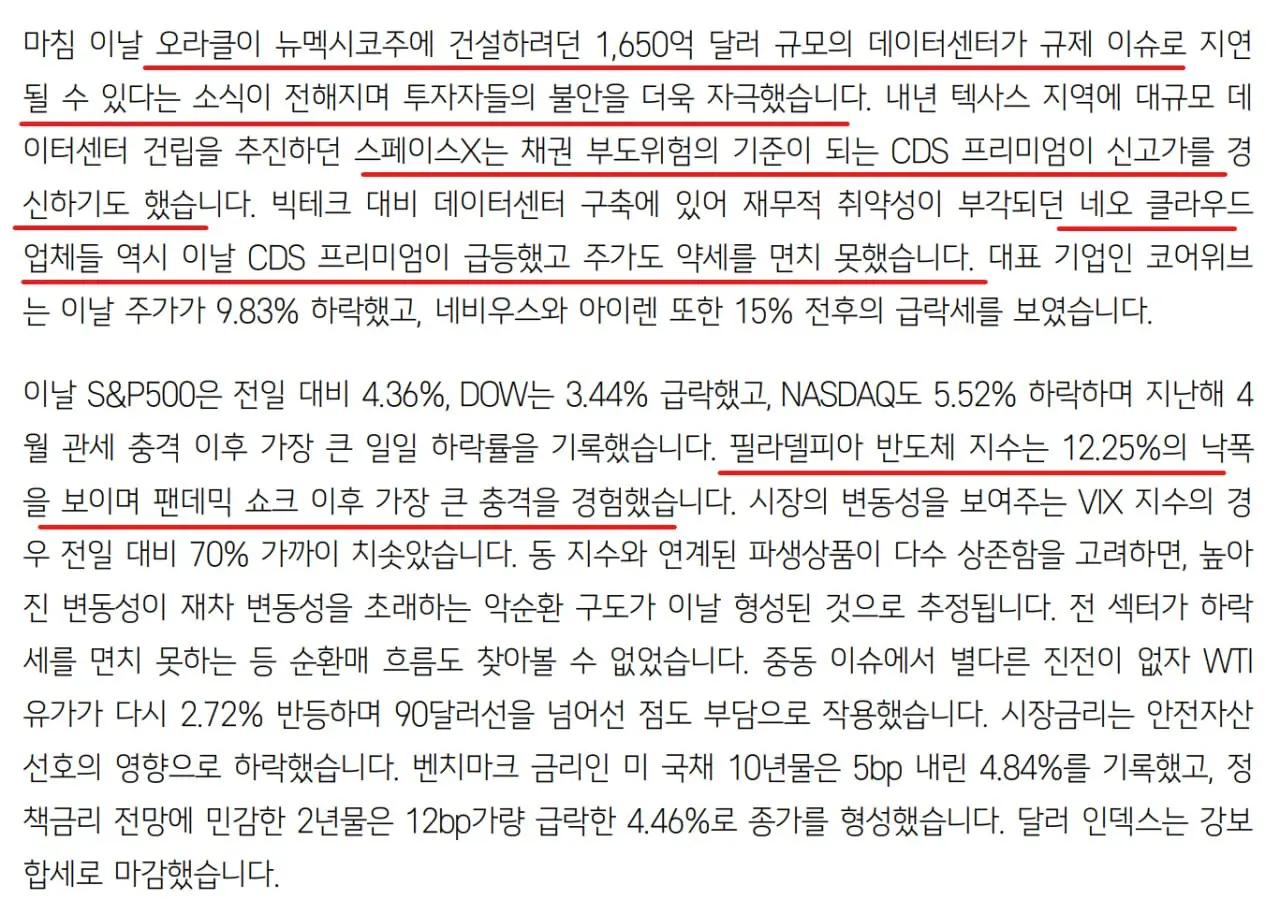 마침 이날 오라클이 뉴멕시코주에 건설하려던 1,650억 달러 규모의 데이터센터가 규제 이슈로 지연
될 수 있다는 소식이 전해지며 투자자들의 불안을 더욱 자극했습니다. 내년 텍사스 지역에 대규모 데
이터센터 건립을 추진하던 스페이스X는 채권 부도위험의 기준이 되는 CDS 프리미엄이 신고가를 경
신하기도 했습니다. 빅테크 대비 데이터센터 구축에 있어 재무적 취약성이 부각되던 네오 클라우드
업체들 역시 이날 CDS 프리미엄이 급등했고 주가도 약세를 면치 못했습니다. 대표 기업인 코어위브
는 이날 주가가 9.83% 하락했고, 네비우스와 아이렌 또한 15% 전후의 급락세를 보였습니다.
이날 S&P500은 전일 대비 4.36%, DOW는 3.44% 급락했고, NASDAQ도 5.52% 하락하며 지난해 4
월 관세 충격 이후 가장 큰 일일 하락률을 기록했습니다. 필라델피아 반도체 지수는 12.25%의 낙폭
을 보이며 팬데믹 쇼크 이후 가장 큰 충격을 경험했습니다. 시장의 변동성을 보여주는 VIX 지수의 경
우 전일 대비 70% 가까이 치솟았습니다. 동 지수와 연계된 파생상품이 다수 상존함을 고려하면, 높아
진 변동성이 재차 변동성을 초래하는 악순환 구도가 이날 형성된 것으로 추정됩니다. 전 섹터가 하락
세를 면치 못하는 등 순환매 흐름도 찾아볼 수 없었습니다. 중동 이슈에서 별다른 진전이 없자 WTI
유가가 다시 2.72% 반등하며 90달러선을 넘어선 점도 부담으로 작용했습니다. 시장금리는 안전자산
선호의 영향으로 하락했습니다. 벤치마크 금리인 미 국채 10년물은 5bp 내린 4.84%를 기록했고, 정
책금리 전망에 민감한 2년물은 12bp가량 급락한 4.46%로 종가를 형성했습니다. 달러 인덱스는 강보
합세로 마감했습니다.